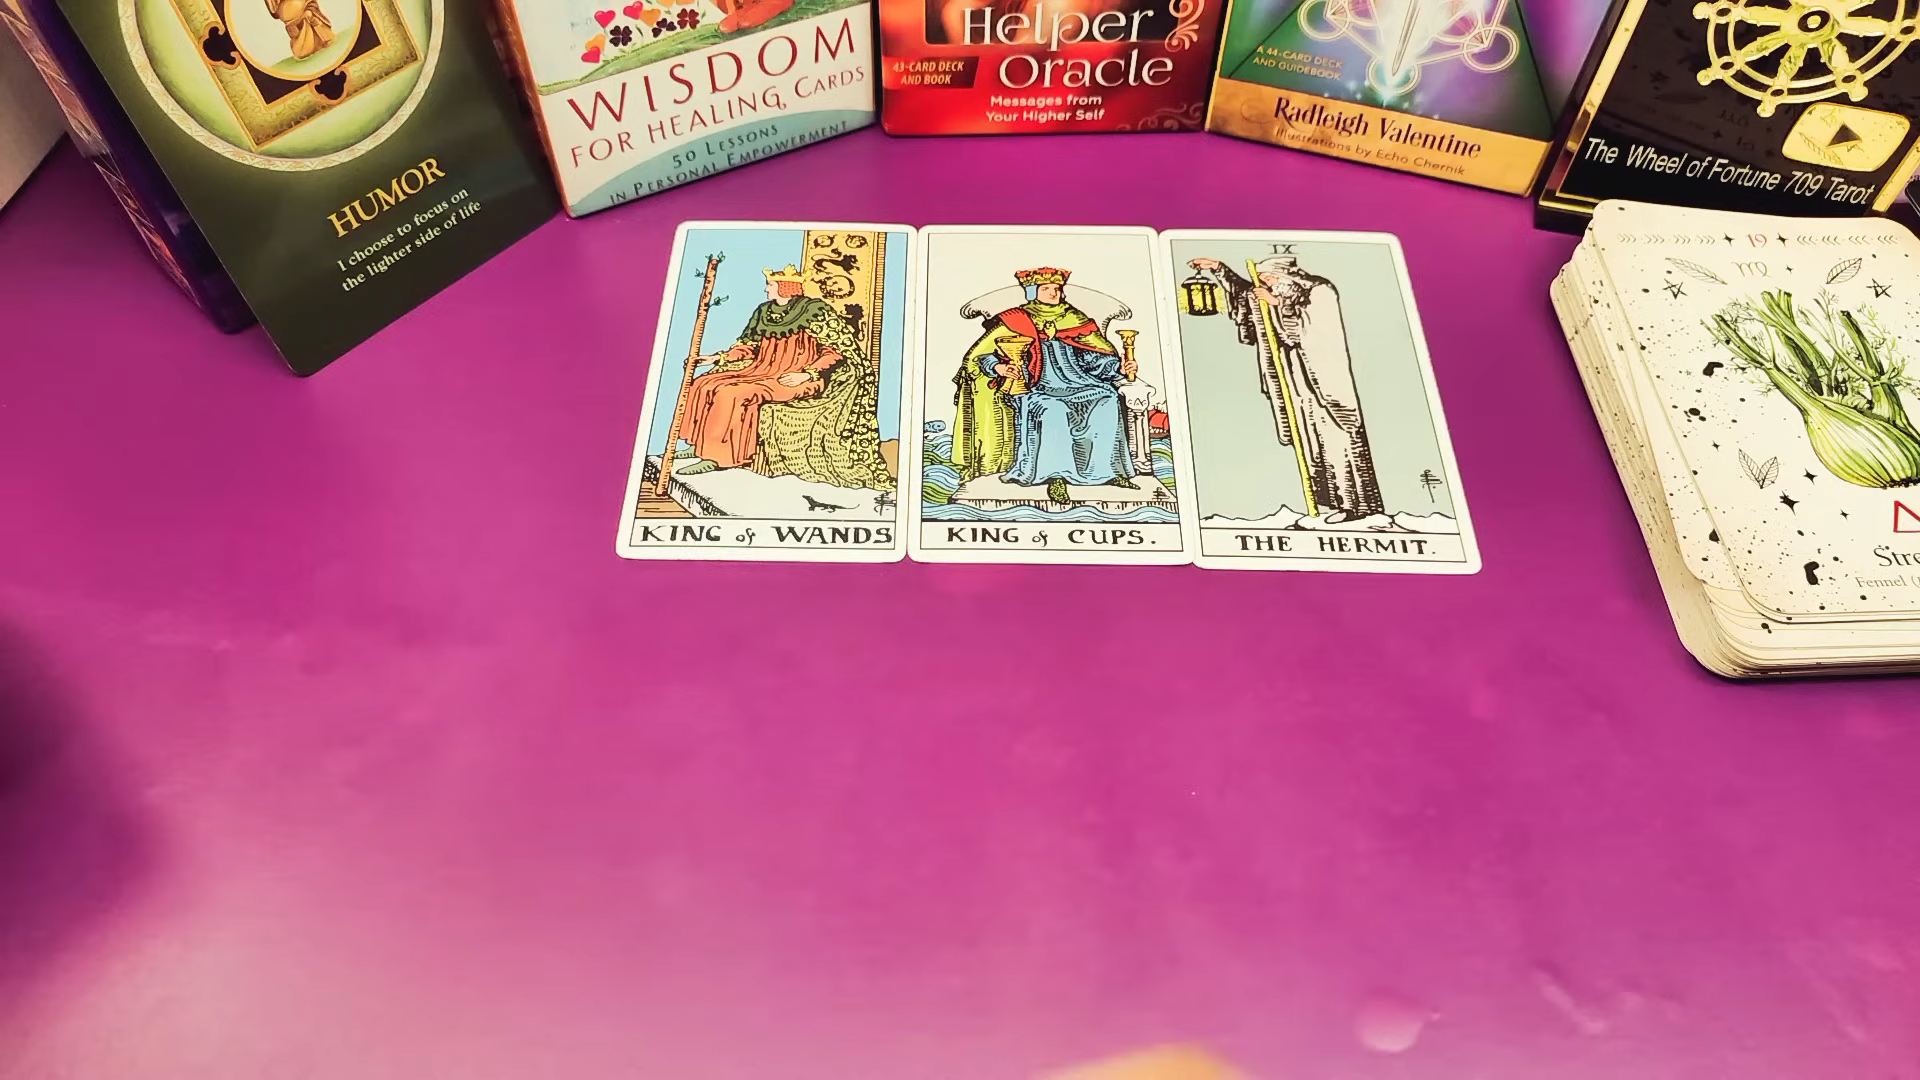 HUMOR
I choose to focus on
the lighter side of life
WISDOM
FOR HEALING CARDS
50 LESSONS
IN PERSONAL EMPOWERMENT
Helper
Oracle
43-CARD DECK
AND BOOK
Messages from
Your Higher Self
A 44-CARD DECK
AND GUIDEBOOK
Radleigh Valentine
Illustrations by Echo Chernik
The Wheel of Fortune 709 Tarot
KING of WANDS
KING of CUPS.
IX
THE HERMIT.
19
Fennel